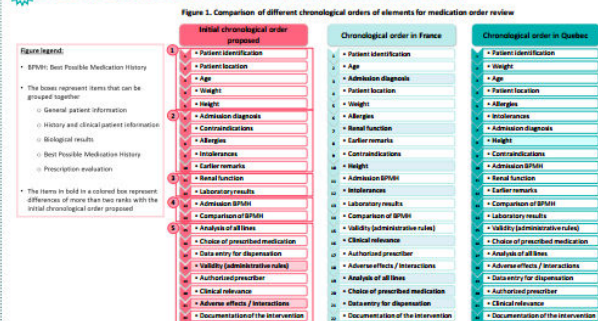 Figure 1. Comparison of different chronological orders of elements for medication order review
Figure legend:
• BPMH: Best Possible Medication History
• The boxes represent items that can be grouped together
○ General patient information
○ History and clinical patient information
○ Biological results
○ Best Possible Medication History
○ Prescription evaluation
• The items in bold in a colored box represent differences of more than two ranks with the initial chronological order proposed
Initial chronological order proposed
1
• Patient identification
• Patient location
• Age
• Weight
• Height
2
• Admission diagnosis
• Contraindications
• Allergies
• Intolerances
• Earlier remarks
3
• Renal function
• Laboratory results
4
• Admission BPMH
• Comparison of BPMH
5
• Analysis of all lines
• Choice of prescribed medication
• Data entry for dispensation
• Validity (administrative rules)
• Authorized prescriber
• Clinical relevance
• Adverse effects / Interactions
• Documentation of the intervention
Chronological order in France
• Patient identification
• Age
• Admission diagnosis
• Patient location
• Weight
• Allergies
• Renal function
• Earlier remarks
• Contraindications
• Height
• Admission BPMH
• Intolerances
• Laboratory results
• Comparison of BPMH
• Validity (administrative rules)
• Clinical relevance
• Authorized prescriber
• Adverse effects / Interactions
• Analysis of all lines
• Choice of prescribed medication
• Data entry for dispensation
• Documentation of the intervention
Chronological order in Quebec
• Patient identification
• Weight
• Age
• Patient location
• Allergies
• Intolerances
• Admission diagnosis
• Height
• Contraindications
• Admission BPMH
• Renal function
• Earlier remarks
• Comparison of BPMH
• Laboratory results
• Validity (administrative rules)
• Choice of prescribed medication
• Analysis of all lines
• Adverse effects / Interactions
• Data entry for dispensation
• Authorized prescriber
• Clinical relevance
• Documentation of the intervention